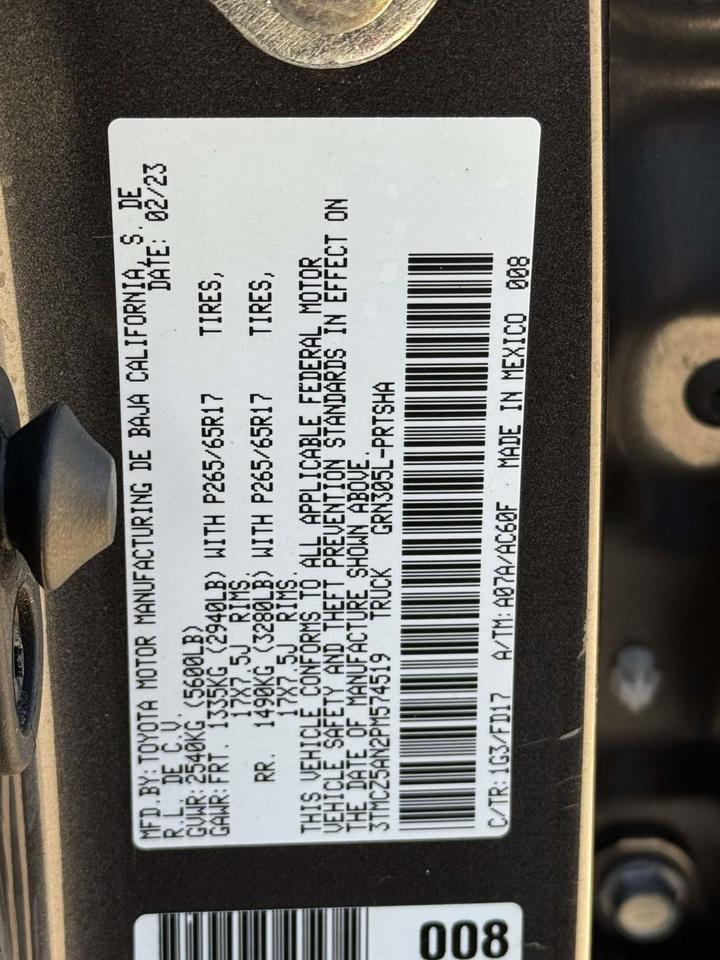 MFD.BY:TOYOTA MOTOR MANUFACTURING DE BAJA CALIFORNIA, S. DE
R.L. DE C.V. DATE: 02/23
GVWR:2540KG (5600LB)
GAWR:FRT. 1335KG (2940LB) WITH P265/65R17 TIRES,
17X7.5J RIMS.
RR. 1490KG (3280LB) WITH P265/65R17 TIRES,
17X7.5J RIMS.
THIS VEHICLE CONFORMS TO ALL APPLICABLE FEDERAL MOTOR
VEHICLE SAFETY AND THEFT PREVENTION STANDARDS IN EFFECT ON
THE DATE OF MANUFACTURE SHOWN ABOVE.
3TMCZ5AN2PM574519 TRUCK GRN305L-PRTSHA
C/TR:1G3/FD17 A/TM:A07A/AC60F MADE IN MEXICO 008
008